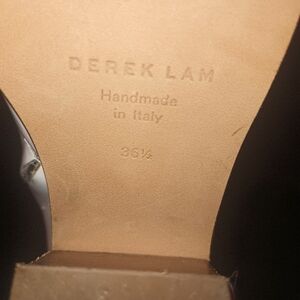 DEREK LAM
Handmade
in Italy
36½